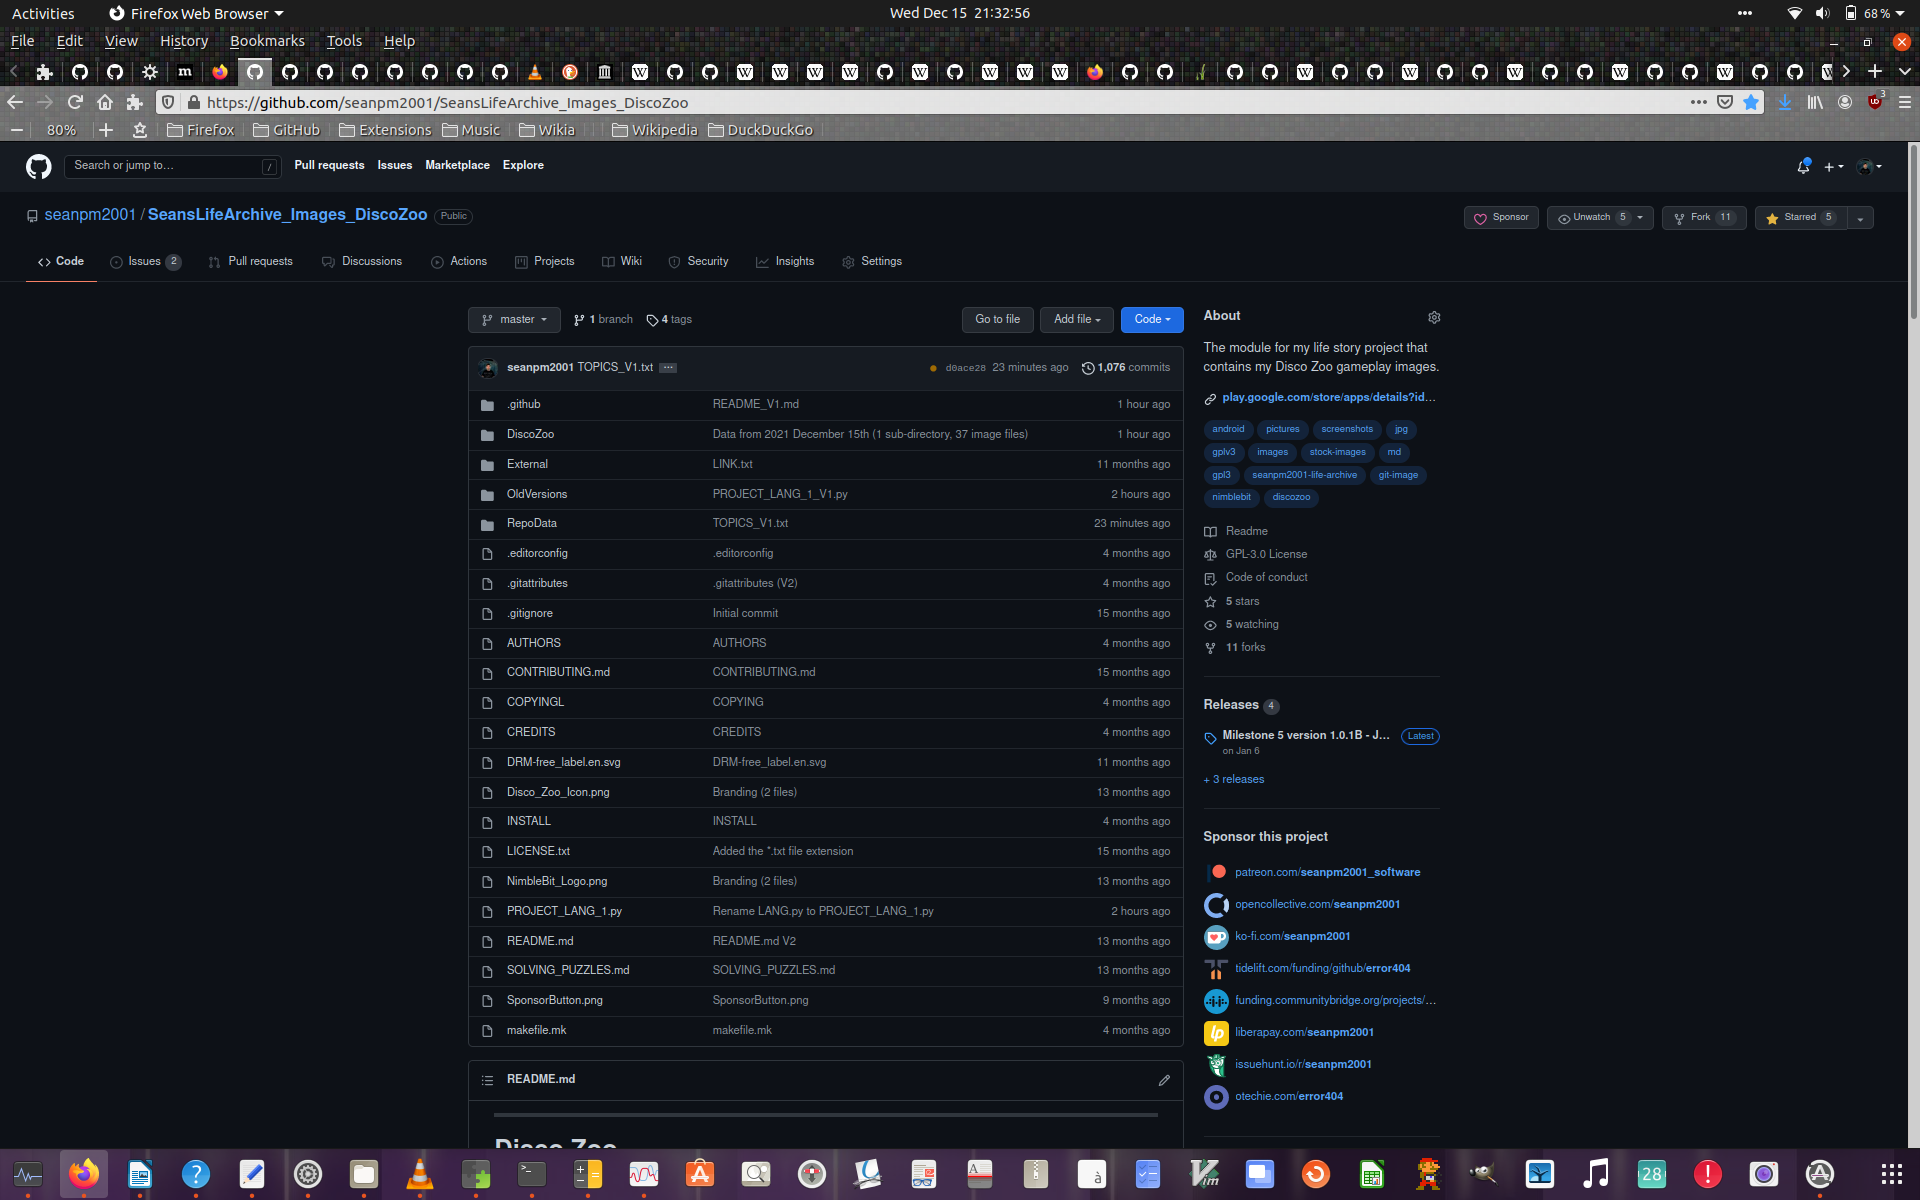 Activities Firefox Web Browser Wed Dec 15 21:32:56 68%
File Edit View History Bookmarks Tools Help
https://github.com/seanpm2001/SeansLifeArchive_Images_DiscoZoo 3
80% Firefox GitHub Extensions Music Wikia Wikipedia DuckDuckGo
Search or jump to… / Pull requests Issues Marketplace Explore
seanpm2001 / SeansLifeArchive_Images_DiscoZoo Public Sponsor Unwatch 5 Fork 11 Starred 5
Code Issues 2 Pull requests Discussions Actions Projects Wiki Security Insights Settings
master 1 branch 4 tags Go to file Add file Code
seanpm2001 TOPICS_V1.txt ... d0ace28 23 minutes ago 1,076 commits
.github README_V1.md 1 hour ago
DiscoZoo Data from 2021 December 15th (1 sub-directory, 37 image files) 1 hour ago
External LINK.txt 11 months ago
OldVersions PROJECT_LANG_1_V1.py 2 hours ago
RepoData TOPICS_V1.txt 23 minutes ago
.editorconfig .editorconfig 4 months ago
.gitattributes .gitattributes (V2) 4 months ago
.gitignore Initial commit 15 months ago
AUTHORS AUTHORS 4 months ago
CONTRIBUTING.md CONTRIBUTING.md 15 months ago
COPYINGL COPYING 4 months ago
CREDITS CREDITS 4 months ago
DRM-free_label.en.svg DRM-free_label.en.svg 11 months ago
Disco_Zoo_Icon.png Branding (2 files) 13 months ago
INSTALL INSTALL 4 months ago
LICENSE.txt Added the *.txt file extension 15 months ago
NimbleBit_Logo.png Branding (2 files) 13 months ago
PROJECT_LANG_1.py Rename LANG.py to PROJECT_LANG_1.py 2 hours ago
README.md README.md V2 13 months ago
SOLVING_PUZZLES.md SOLVING_PUZZLES.md 13 months ago
SponsorButton.png SponsorButton.png 9 months ago
makefile.mk makefile.mk 4 months ago
README.md
Disco Zoo
About
The module for my life story project that
contains my Disco Zoo gameplay images.
play.google.com/store/apps/details?id…
android pictures screenshots jpg
gplv3 images stock-images md
gpl3 seanpm2001-life-archive git-image
nimblebit discozoo
Readme
GPL-3.0 License
Code of conduct
5 stars
5 watching
11 forks
Releases 4
Milestone 5 version 1.0.1B - J… Latest
on Jan 6
+ 3 releases
Sponsor this project
patreon.com/seanpm2001_software
opencollective.com/seanpm2001
ko-fi.com/seanpm2001
tidelift.com/funding/github/error404
funding.communitybridge.org/projects/…
liberapay.com/seanpm2001
issuehunt.io/r/seanpm2001
otechie.com/error404
28